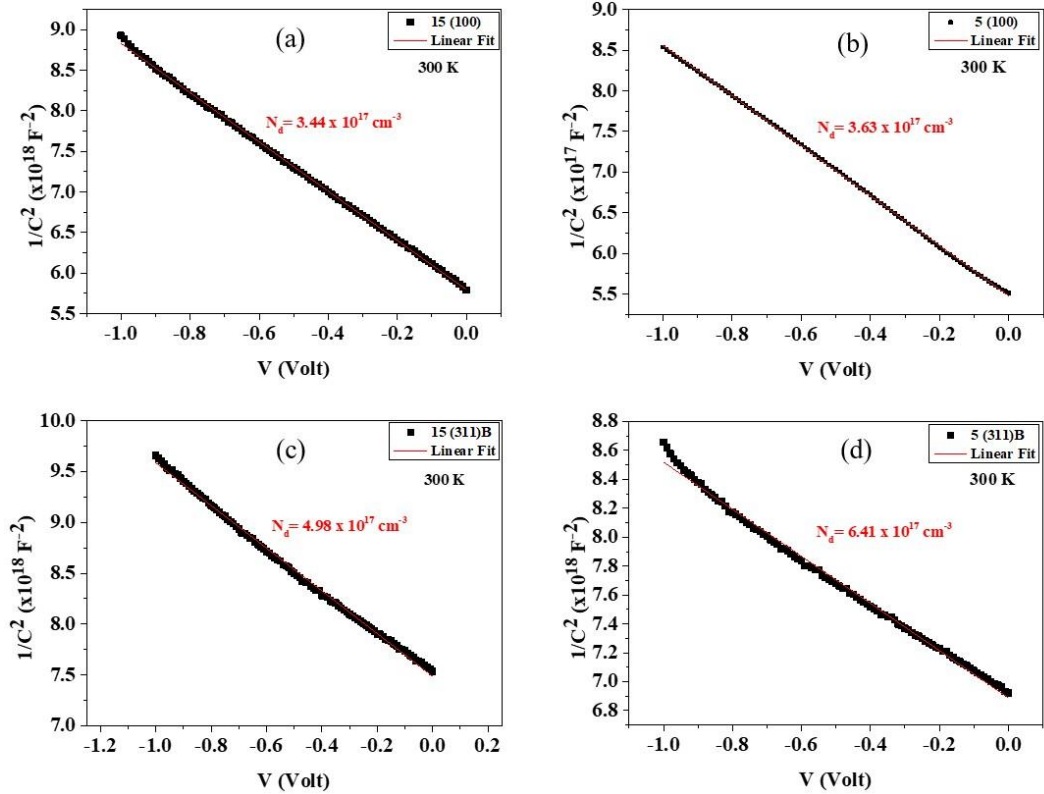 (a)
15 (100)
Linear Fit
300 K
N_d= 3.44 x 10^17 cm^-3
1/C^2 (x10^18 F^-2)
9.0
8.5
8.0
7.5
7.0
6.5
6.0
5.5
-1.0 -0.8 -0.6 -0.4 -0.2 0.0
V (Volt)
(b)
5 (100)
Linear Fit
300 K
N_d= 3.63 x 10^17 cm^-3
1/C^2 (x10^17 F^-2)
9.0
8.5
8.0
7.5
7.0
6.5
6.0
5.5
-1.0 -0.8 -0.6 -0.4 -0.2 0.0
V (Volt)
(c)
15 (311)B
Linear Fit
300 K
N_d= 4.98 x 10^17 cm^-3
1/C^2 (x10^18 F^-2)
10.0
9.5
9.0
8.5
8.0
7.5
7.0
-1.2 -1.0 -0.8 -0.6 -0.4 -0.2 0.0 0.2
V (Volt)
(d)
5 (311)B
Linear Fit
300 K
N_d= 6.41 x 10^17 cm^-3
1/C^2 (x10^18 F^-2)
8.8
8.6
8.4
8.2
8.0
7.8
7.6
7.4
7.2
7.0
6.8
-1.0 -0.8 -0.6 -0.4 -0.2 0.0
V (Volt)